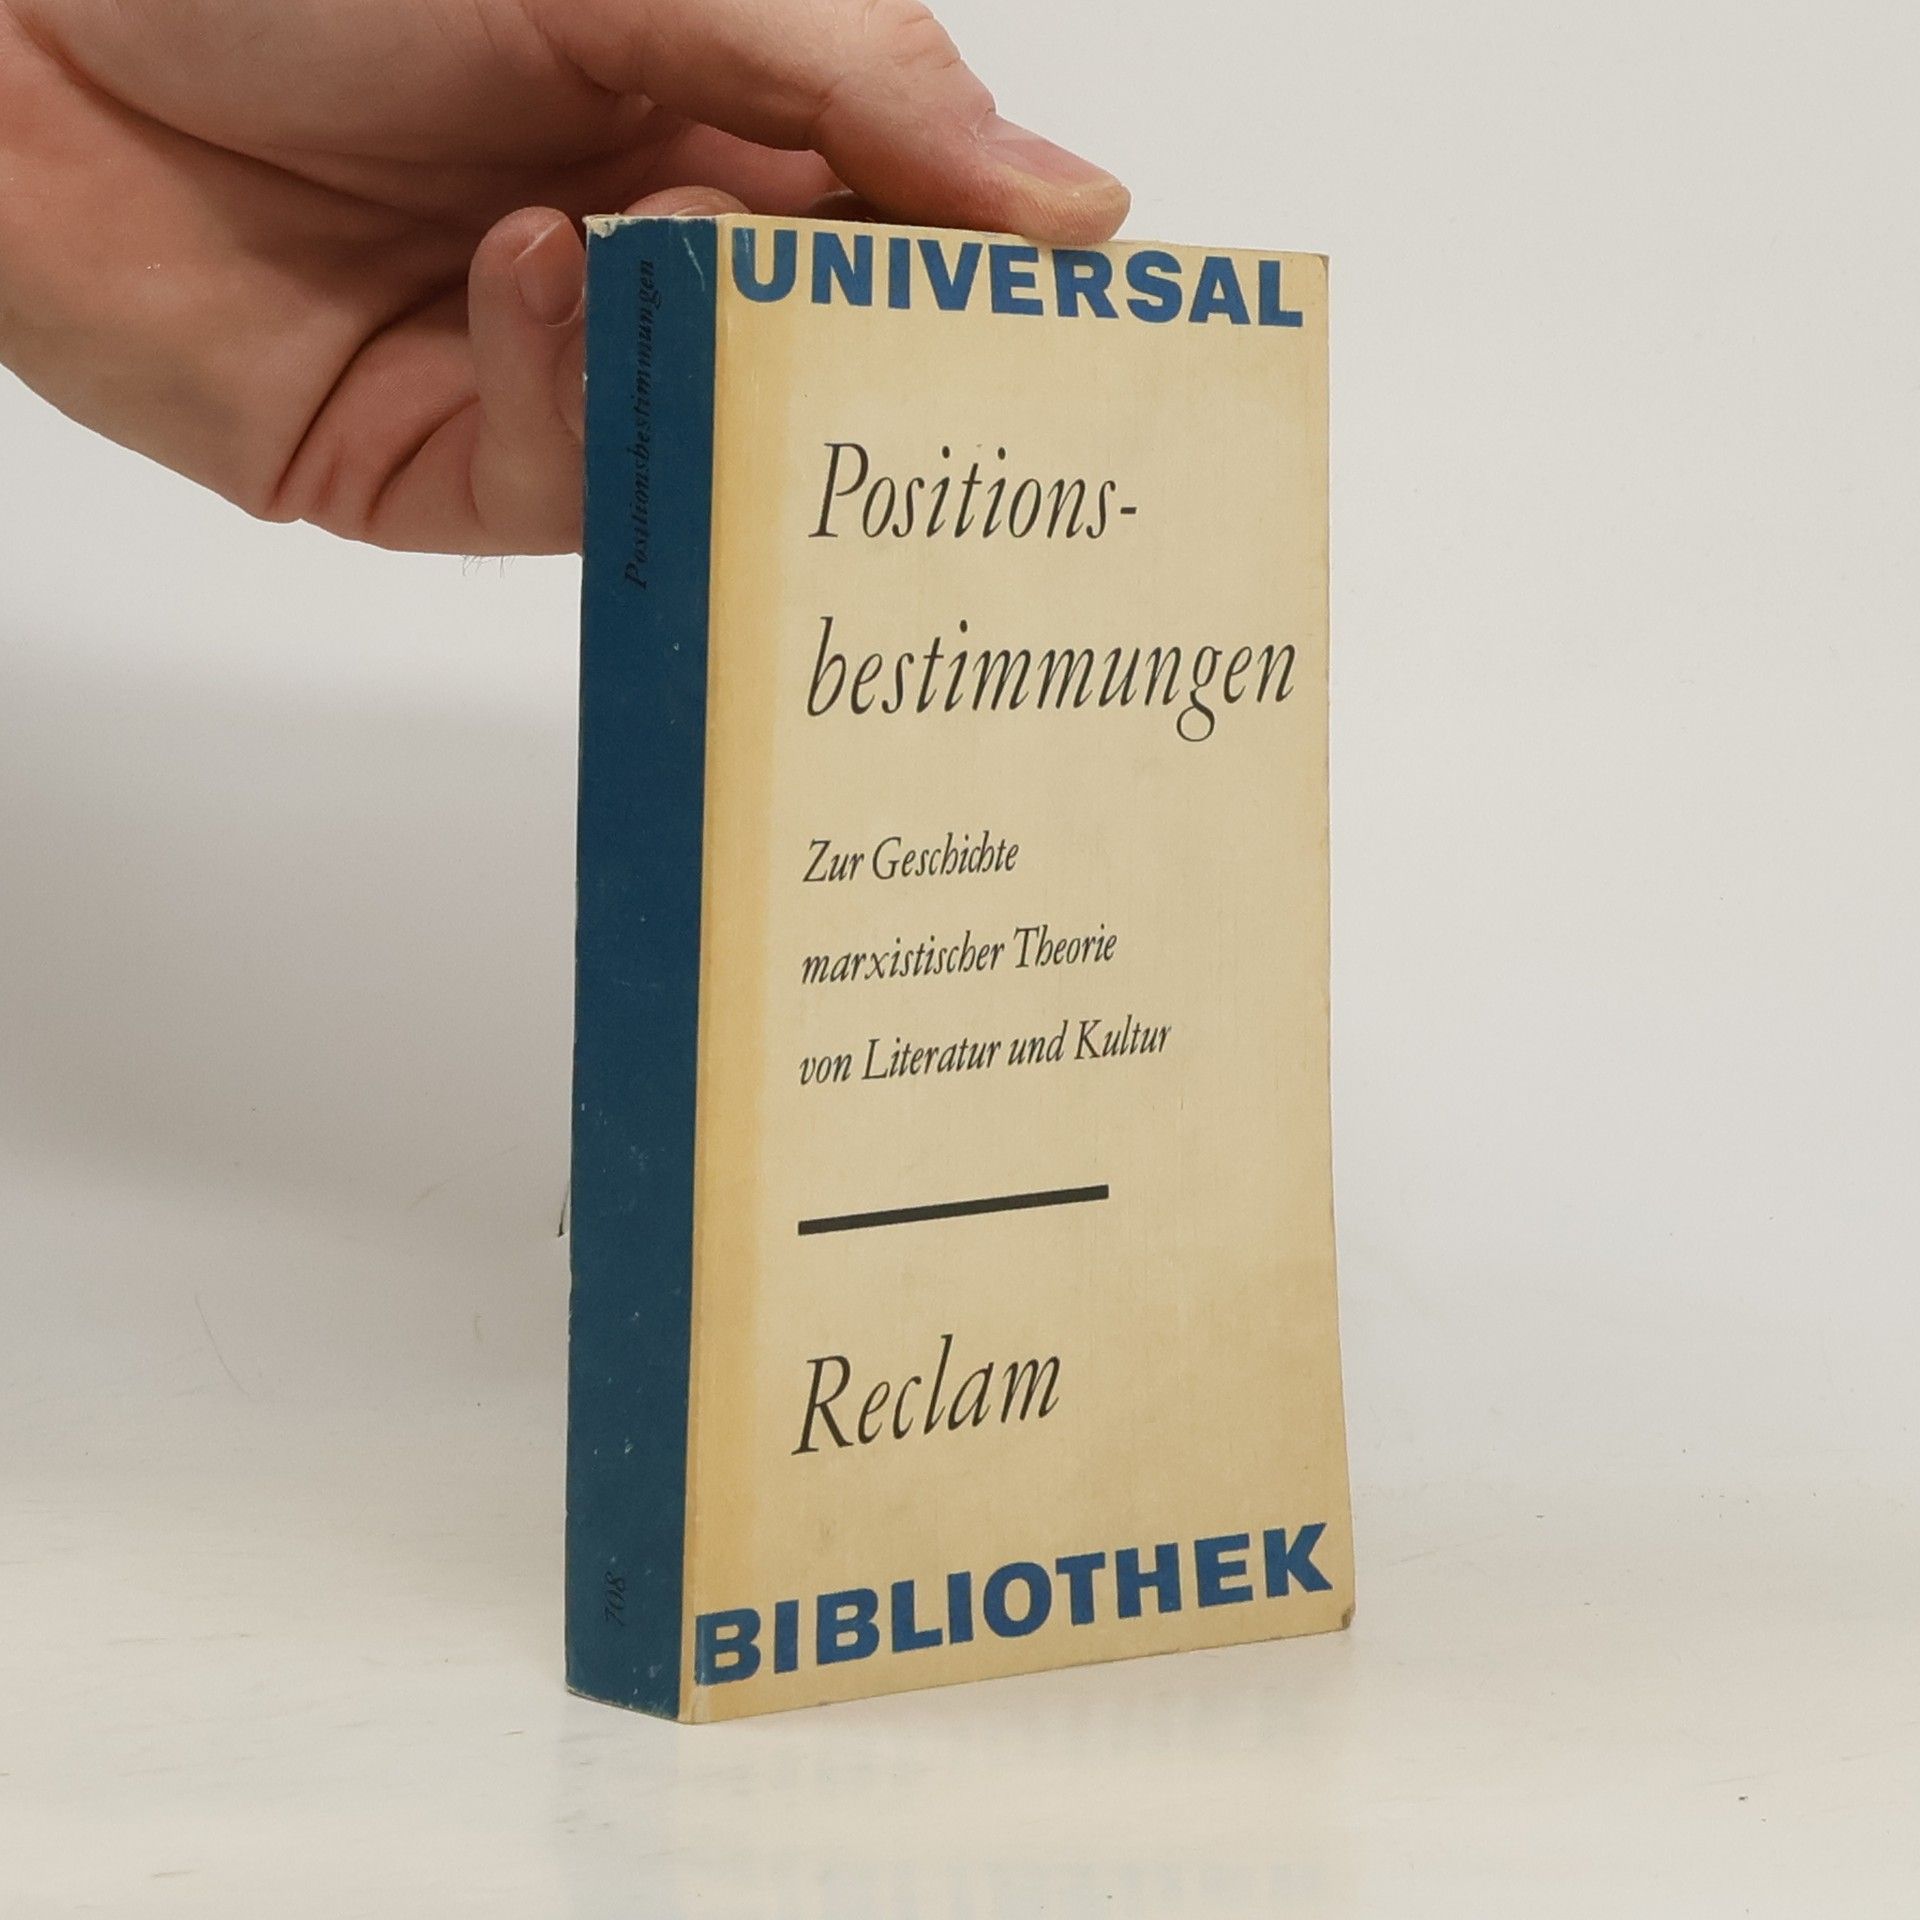 Positionsbestimmungen
708
UNIVERSAL
Positions-
bestimmungen
Zur Geschichte
marxistischer Theorie
von Literatur und Kultur
Reclam
BIBLIOTHEK